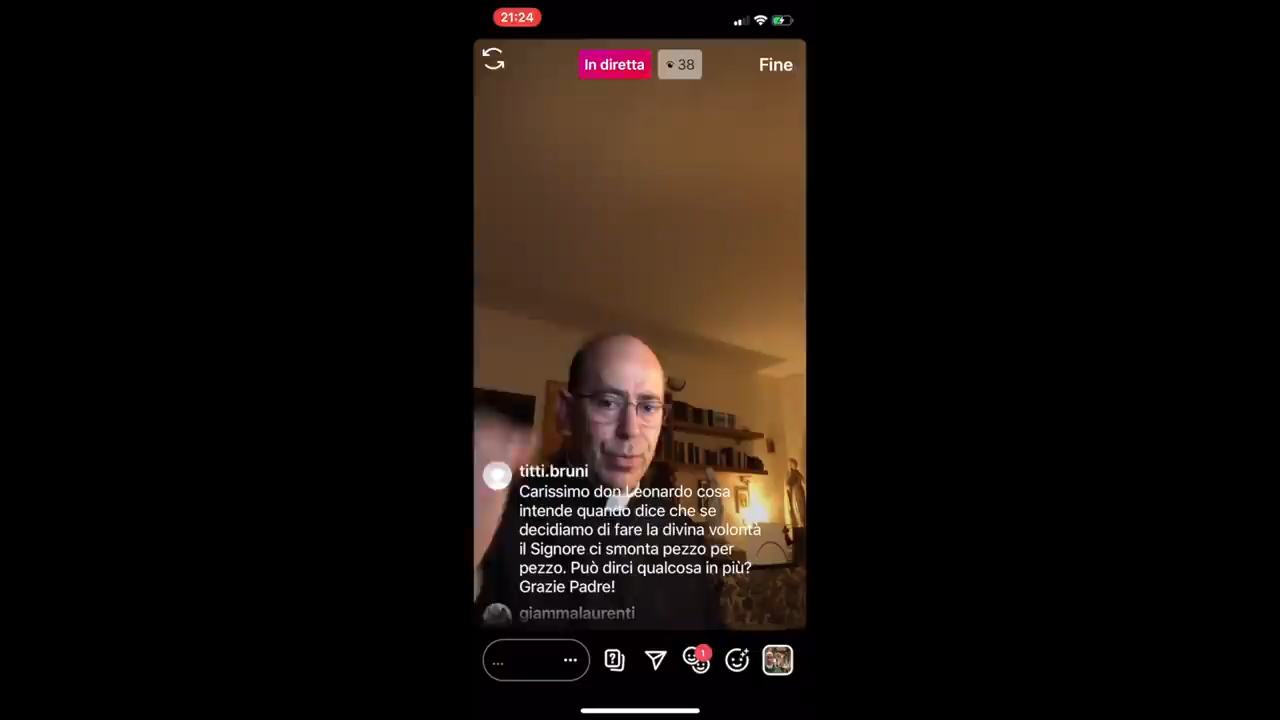 21:24
In diretta
38
Fine
titti.bruni
Carissimo don Leonardo cosa
intende quando dice che se
decidiamo di fare la divina volontà
il Signore ci smonta pezzo per
pezzo. Può dirci qualcosa in più?
Grazie Padre!
giammalaurenti
...
1